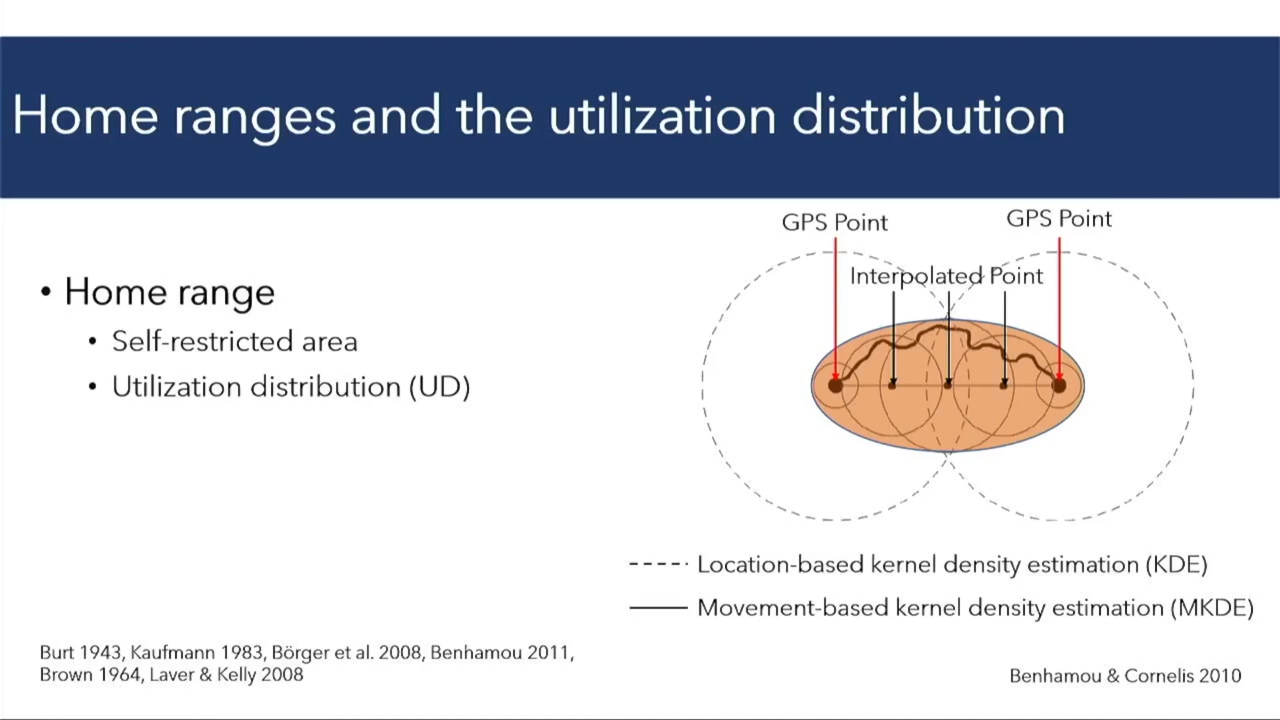 Home ranges and the utilization distribution
• Home range
• Self-restricted area
• Utilization distribution (UD)
GPS Point
GPS Point
Interpolated Point
Location-based kernel density estimation (KDE)
Movement-based kernel density estimation (MKDE)
Burt 1943, Kaufmann 1983, Börger et al. 2008, Benhamou 2011,
Brown 1964, Laver & Kelly 2008
Benhamou & Cornelis 2010